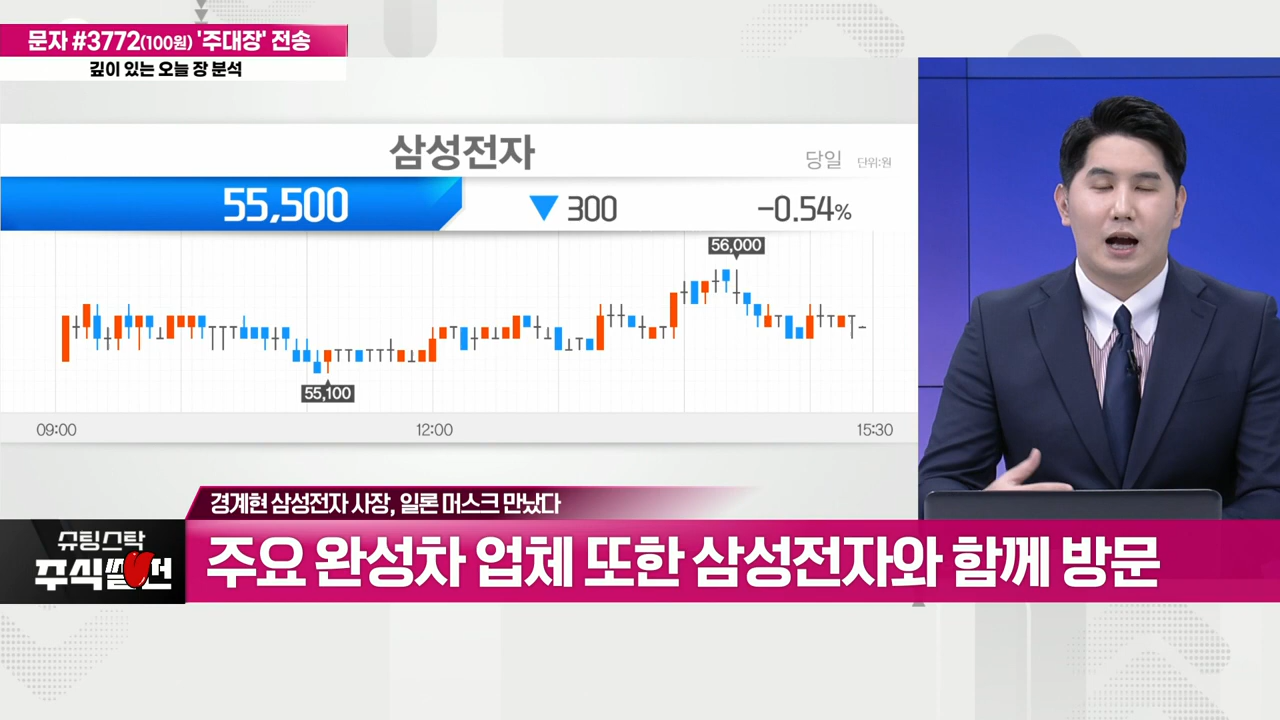 문자 #3772(100원) '주대장' 전송
깊이 있는 오늘 장 분석
삼성전자
당일 단위:원
55,500 ▼300 -0.54%
56,000
55,100
09:00 12:00 15:30
경계현 삼성전자 사장, 일론 머스크 만났다
슈팅스탁
주식썰전
주요 완성차 업체 또한 삼성전자와 함께 방문